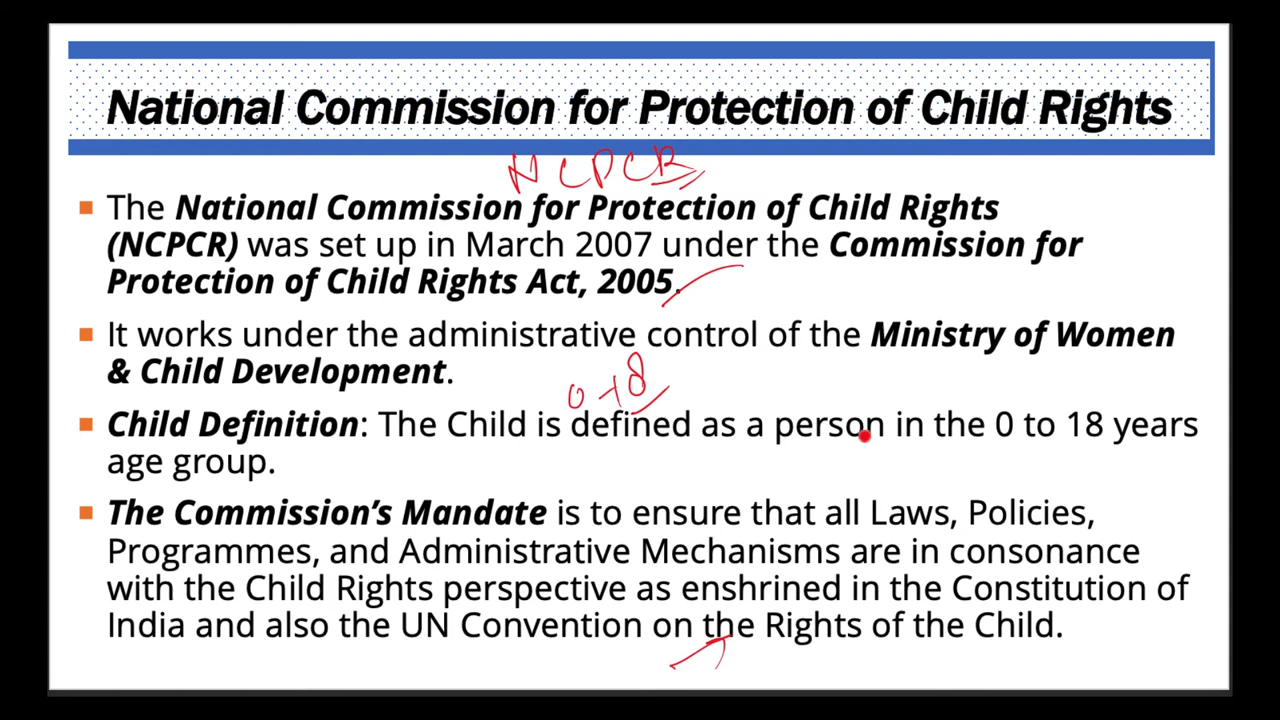 National Commission for Protection of Child Rights
NCPCR
▪ The National Commission for Protection of Child Rights
(NCPCR) was set up in March 2007 under the Commission for
Protection of Child Rights Act, 2005.
▪ It works under the administrative control of the Ministry of Women
& Child Development.
0-18
▪ Child Definition: The Child is defined as a person in the 0 to 18 years
age group.
▪ The Commission’s Mandate is to ensure that all Laws, Policies,
Programmes, and Administrative Mechanisms are in consonance
with the Child Rights perspective as enshrined in the Constitution of
India and also the UN Convention on the Rights of the Child.